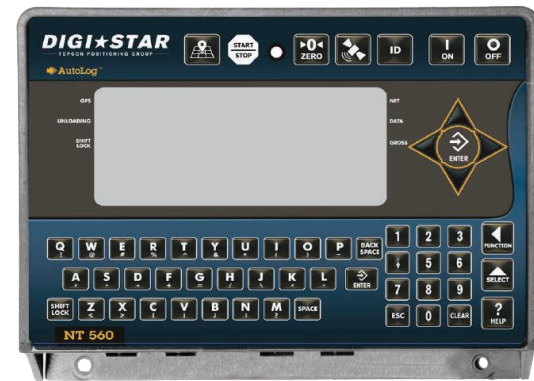 DIGI★STAR
TOPCON POSITIONING GROUP
AutoLog™
START
STOP
0
ZERO
ID
I
ON
O
OFF
GPS
UNLOADING
SHIFT
LOCK
NET
DATA
GROSS
ENTER
Q W E R T Y U I O P BACK SPACE
@ # % ^ & * ( ) -
A S D F G H J K L ENTER
SHIFT LOCK Z X C V B N M SPACE
< > ?
1 2 3 FUNCTION
5 6 SELECT
7 8 9
ESC 0 CLEAR ? HELP
NT 560